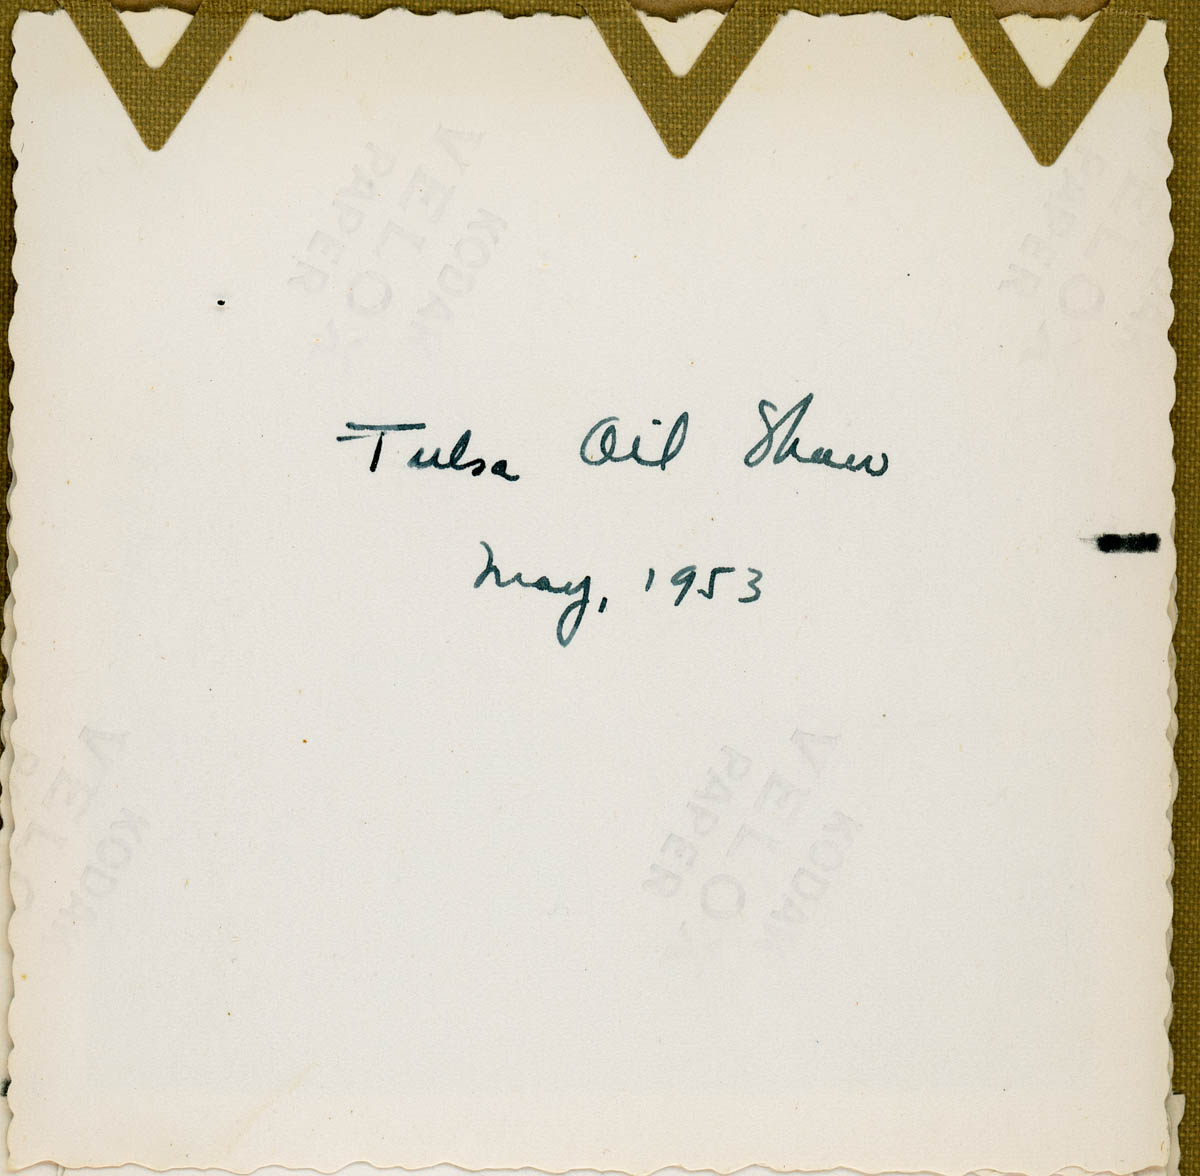 Tulsa Oil Show
May, 1953
VELOX
KODAK
PAPER
VELOX
KODAK
PAPER